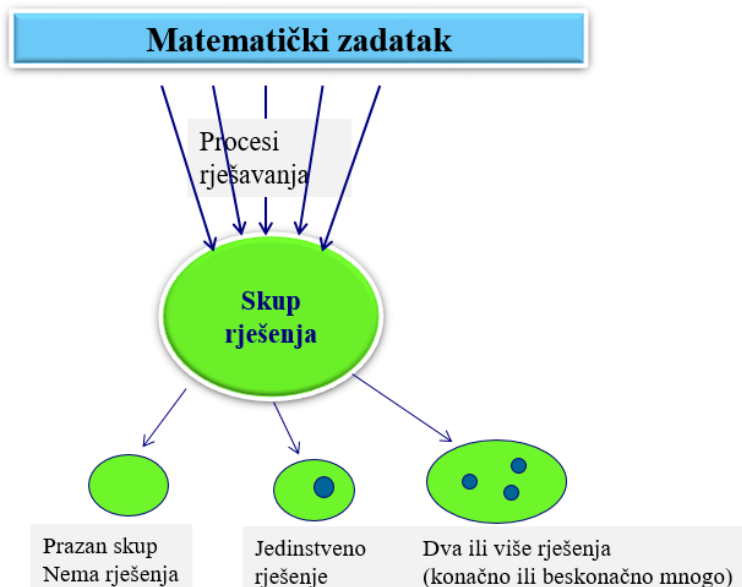 Matematički zadatak
Procesi
rješavanja
Skup
rješenja
Prazan skup
Nema rješenja
Jedinstveno
rješenje
Dva ili više rješenja
(konačno ili beskonačno mnogo)